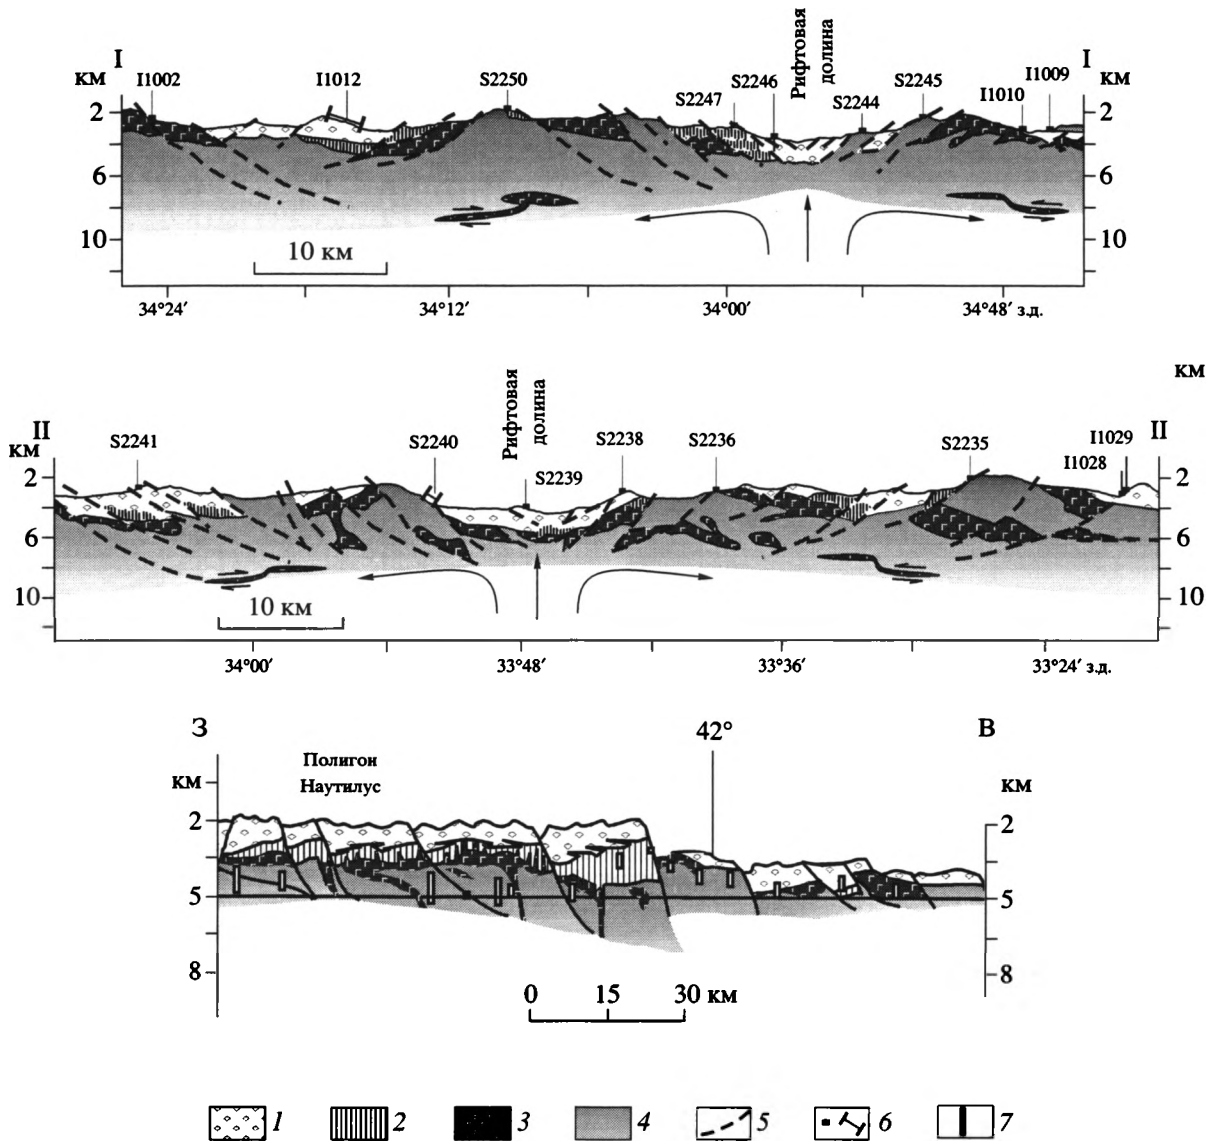 I Рифтовая долина I
км I1002 I1012 S2250 S2247 S2246 S2244 S2245 I1010 I1009 км
2 2
6 6
10 10
10 км
34°24′ 34°12′ 34°00′ 34°48′ з.д.
км
II Рифтовая долина II
км S2241 S2240 S2239 S2238 S2236 S2235 I1028 I1029
2 2
6 6
10 10
10 км
34°00′ 33°48′ 33°36′ 33°24′ з.д.
З 42° В
Полигон
Наутилус
км км
2 2
5 5
8 8
0 15 30 км
1 2 3 4 5 6 7